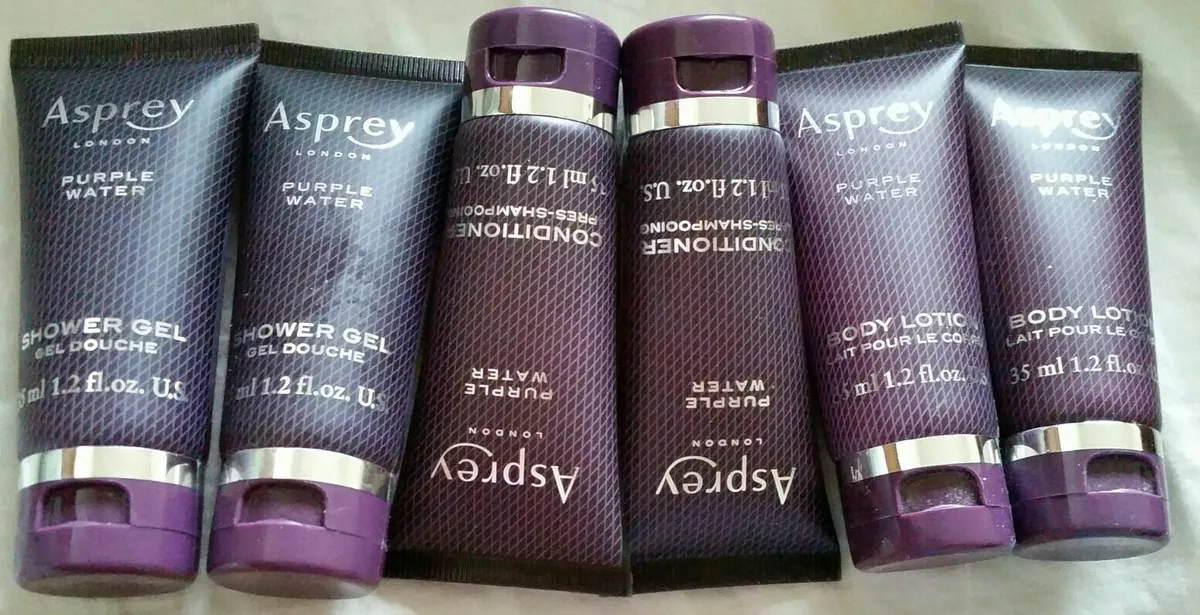 Asprey
LONDON
PURPLE
WATER
SHOWER GEL
GEL DOUCHE
ml 1.2 fl.oz. U.S.
Asprey
LONDON
PURPLE
WATER
SHOWER GEL
GEL DOUCHE
ml 1.2 fl.oz. U.S.
Asprey
LONDON
PURPLE
WATER
CONDITIONER
PRES-SHAMPOOING
ml 1.2 fl.oz. U.S.
Asprey
LONDON
PURPLE
WATER
CONDITIONER
PRES-SHAMPOOING
ml 1.2 fl.oz. U.S.
Asprey
LONDON
PURPLE
WATER
BODY LOTIO
LAIT POUR LE CORPS
ml 1.2 fl.oz.
Asprey
LONDON
PURPLE
WATER
BODY LOTIO
LAIT POUR LE
35 ml 1.2 fl.oz.